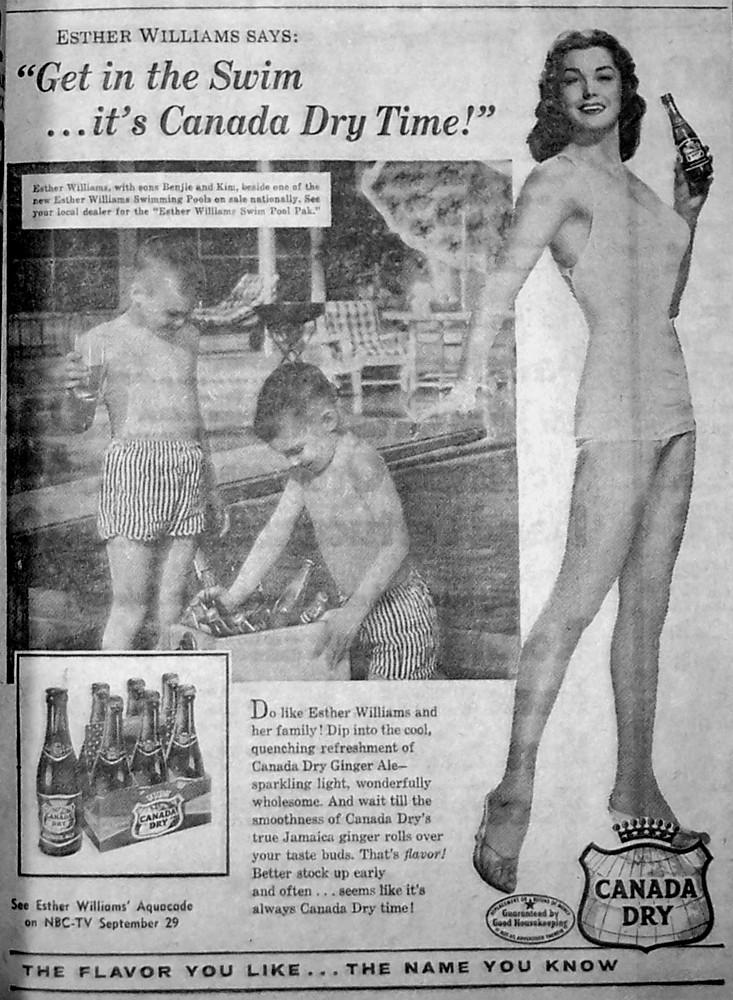 ESTHER WILLIAMS SAYS:
"Get in the Swim
...it's Canada Dry Time!"
Esther Williams, with sons Benjie and Kim, beside one of the
new Esther Williams Swimming Pools on sale nationally. See
your local dealer for the "Esther Williams Swim Pool Pak."
CANADA
DRY
CANADA
DRY
Do like Esther Williams and
her family! Dip into the cool,
quenching refreshment of
Canada Dry Ginger Ale—
sparkling light, wonderfully
wholesome. And wait till the
smoothness of Canada Dry's
true Jamaica ginger rolls over
your taste buds. That's flavor!
Better stock up early
and often ... seems like it's
always Canada Dry time!
See Esther Williams' Aquacade
on NBC-TV September 29
Guaranteed by
Good Housekeeping
CANADA
DRY
THE FLAVOR YOU LIKE... THE NAME YOU KNOW